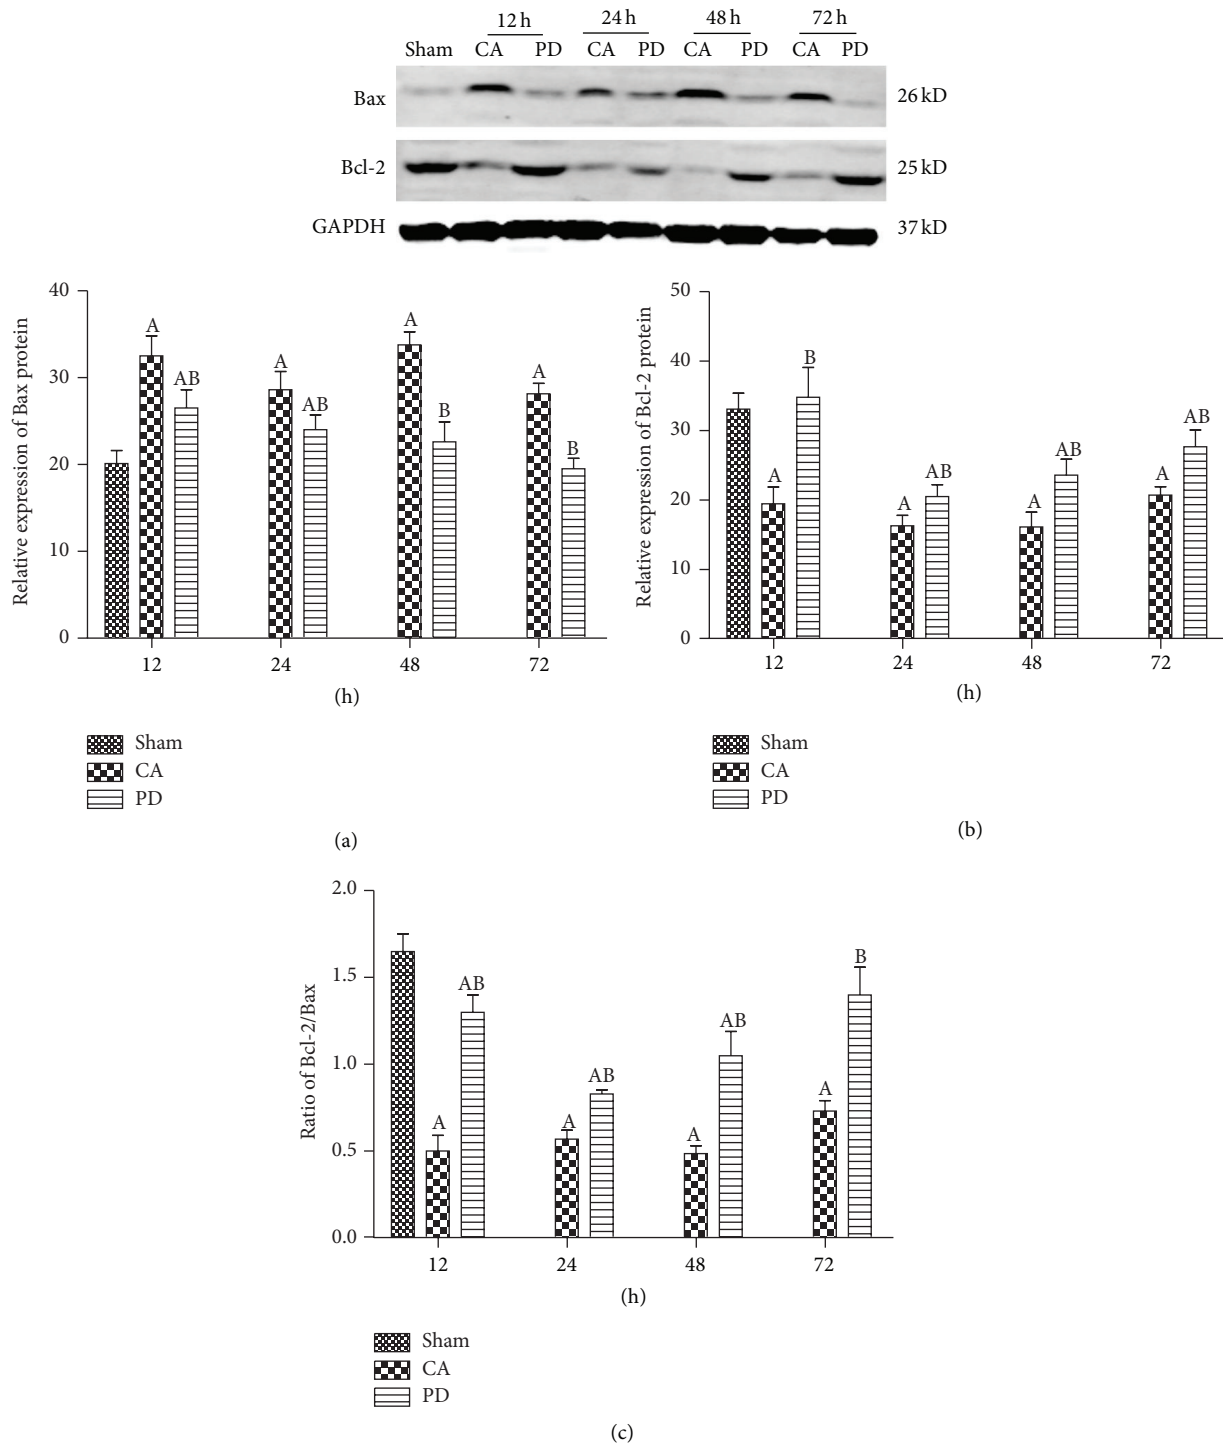 12 h 24 h 48 h 72 h
Sham CA PD CA PD CA PD CA PD
Bax 26 kD
Bcl-2 25 kD
GAPDH 37 kD
Relative expression of Bax protein
40
30
20
10
0
A
AB
A
AB
A
B
A
B
12 24 48 72
(h)
Sham
CA
PD
(a)
Relative expression of Bcl-2 protein
50
40
30
20
10
0
A
B
A
AB
A
AB
A
AB
12 24 48 72
(h)
Sham
CA
PD
(b)
Ratio of Bcl-2/Bax
2.0
1.5
1.0
0.5
0.0
A
AB
A
AB
A
AB
A
B
12 24 48 72
(h)
Sham
CA
PD
(c)